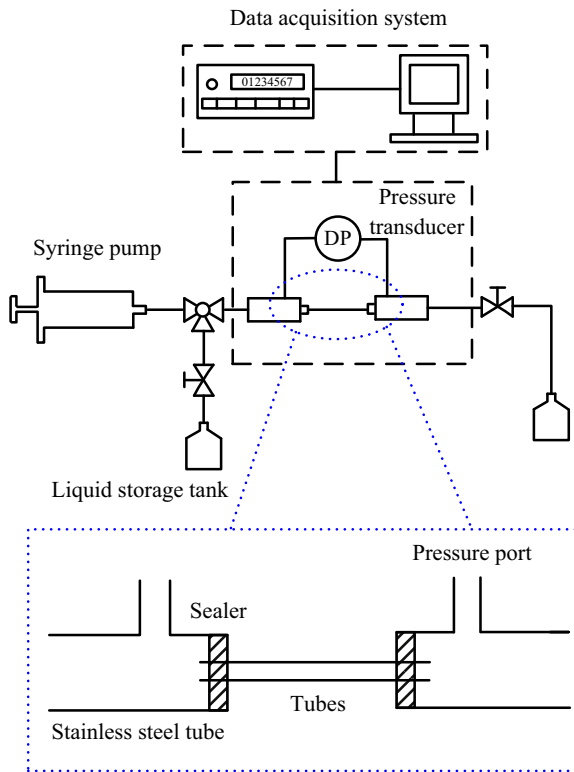 Data acquisition system
01234567
Pressure
transducer
DP
Syringe pump
Liquid storage tank
Pressure port
Sealer
Tubes
Stainless steel tube